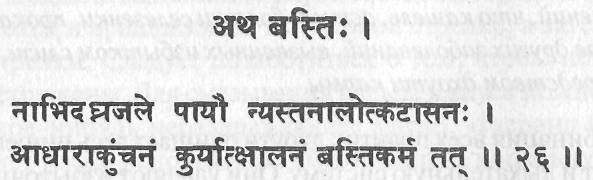 अथ बस्तिः ।
नाभिदघ्नजले पायौ न्यस्तनालोत्कटासनः ।
आधाराकंचनं कुर्यात्क्षालनं बस्तिकर्म तत् ।। २६ ।।